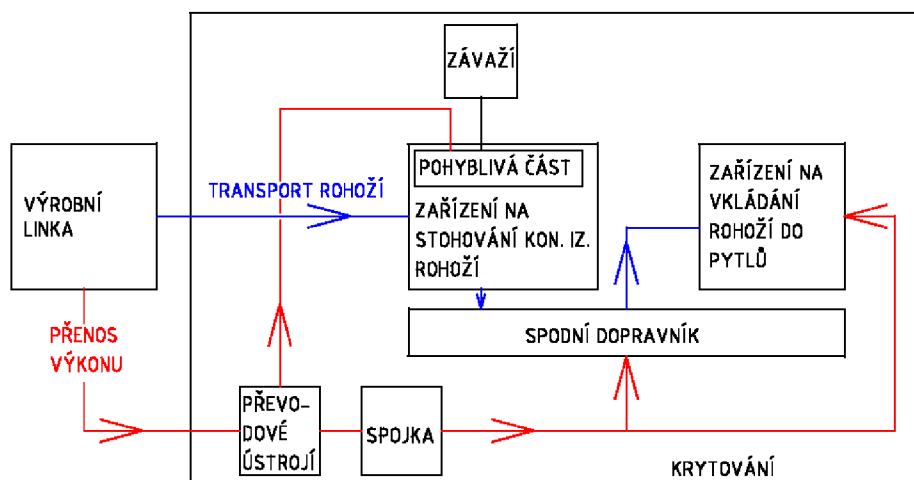 ZÁVAŽÍ
VÝROBNÍ
LINKA
TRANSPORT ROHOŽÍ
POHYBLIVÁ ČÁST
ZAŘÍZENÍ NA
STOHOVÁNÍ KON. IZ.
ROHOŽÍ
ZAŘÍZENÍ NA
VKLÁDÁNÍ
ROHOŽÍ DO
PYTLŮ
PŘENOS
VÝKONU
SPODNÍ DOPRAVNÍK
PŘEVO-
DOVÉ
ÚSTROJÍ
SPOJKA
KRYTOVÁNÍ